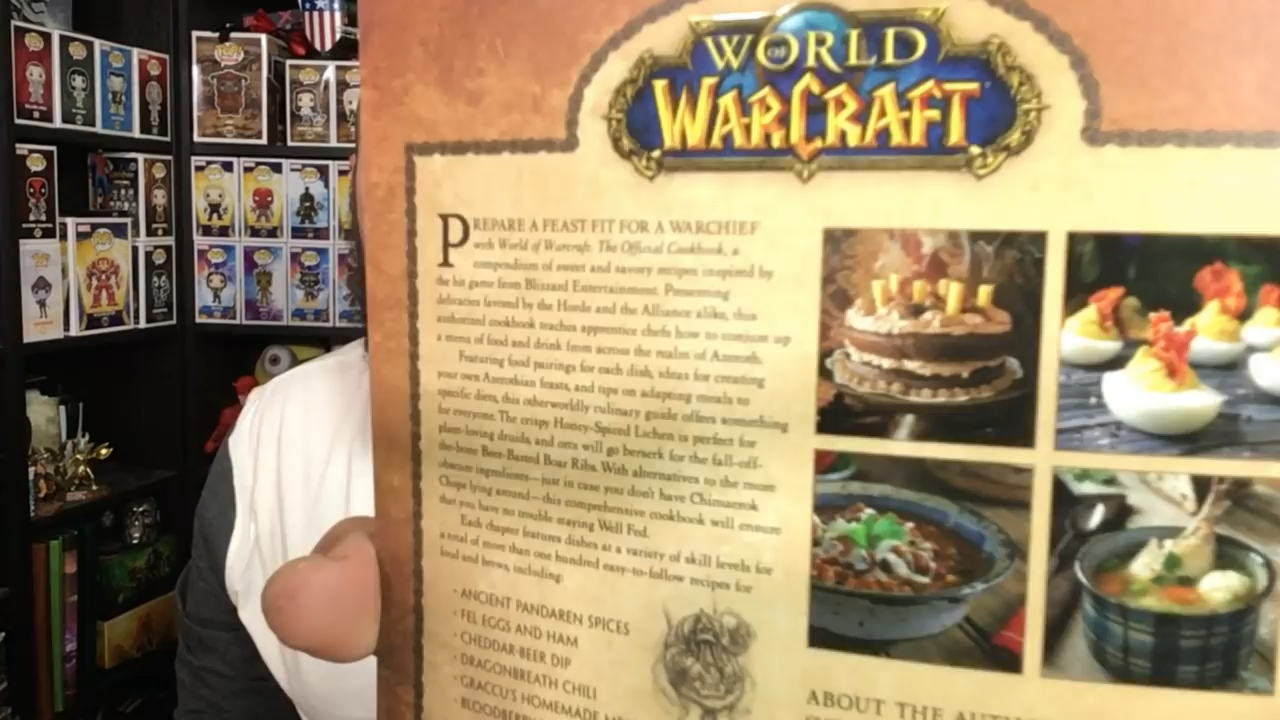 WORLD
OF
WARCRAFT
PREPARE A FEAST FIT FOR A WARCHIEF
with World of Warcraft: The Official Cookbook, a
compendium of sweet and savory recipes inspired by
the hit game from Blizzard Entertainment. Presenting
delicacies favored by the Horde and the Alliance alike, this
authorized cookbook teaches apprentice chefs how to conjure up
a menu of food and drink from across the realm of Azeroth.
Featuring food pairings for each dish, ideas for creating
your own Azerothian feasts, and tips on adapting meals to
specific diets, this otherworldly culinary guide offers something
for everyone. The crispy Honey-Spiced Lichen is perfect for
plant-loving druids, and orcs will go berserk for the fall-off-
the-bone Beer-Basted Boar Ribs. With alternatives to the more
obscure ingredients—just in case you don't have Chimaerok
Chops lying around—this comprehensive cookbook will ensure
that you have no trouble staying Well Fed.
Each chapter features dishes at a variety of skill levels for
a total of more than one hundred easy-to-follow recipes for
food and brews, including:
· ANCIENT PANDAREN SPICES
· FEL EGGS AND HAM
· CHEDDAR-BEER DIP
· DRAGONBREATH CHILI
· GRACCU'S HOMEMADE
ABOUT THE